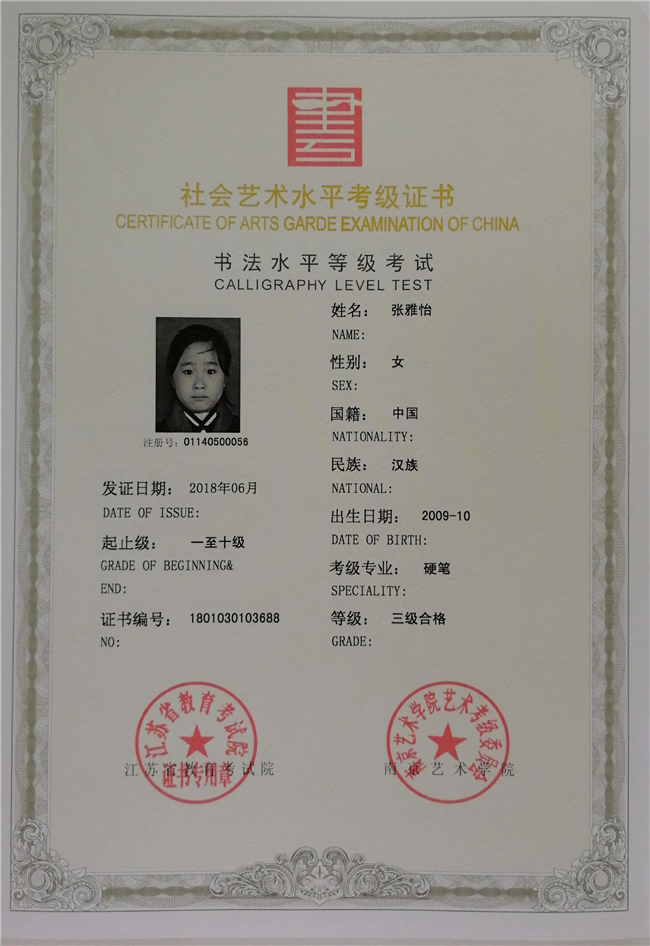 社会艺术水平考级证书
CERTIFICATE OF ARTS GARDE EXAMINATION OF CHINA
书法水平等级考试
CALLIGRAPHY LEVEL TEST
姓名： 张雅怡
NAME:
性别： 女
SEX:
国籍： 中国
NATIONALITY:
民族： 汉族
NATIONAL:
出生日期： 2009-10
DATE OF BIRTH:
考级专业： 硬笔
SPECIALITY:
等级： 三级合格
GRADE:
注册号：01140500056
发证日期： 2018年06月
DATE OF ISSUE:
起止级： 一至十级
GRADE OF BEGINNING&
END:
证书编号： 1801030103688
NO:
江苏省教育考试院
证书专用章
江苏省教育考试院
南京艺术学院艺术考级委员会
南京艺术学院